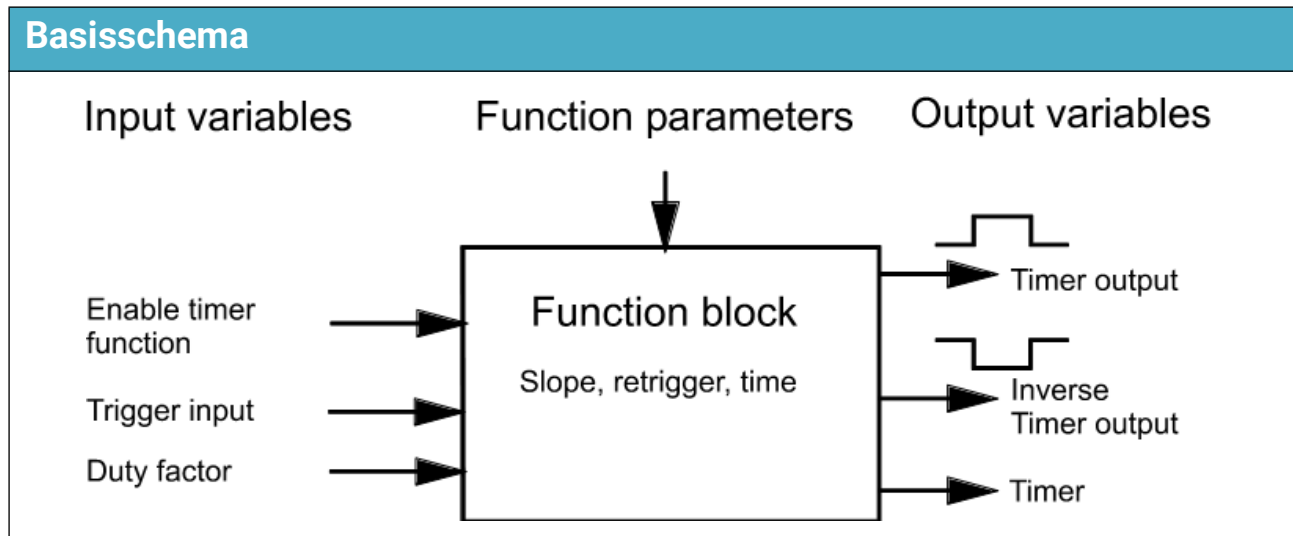 Basisschema
Input variables
Function parameters
Output variables
Enable timer
function
Trigger input
Duty factor
Function block
Slope, retrigger, time
Timer output
Inverse
Timer output
Timer